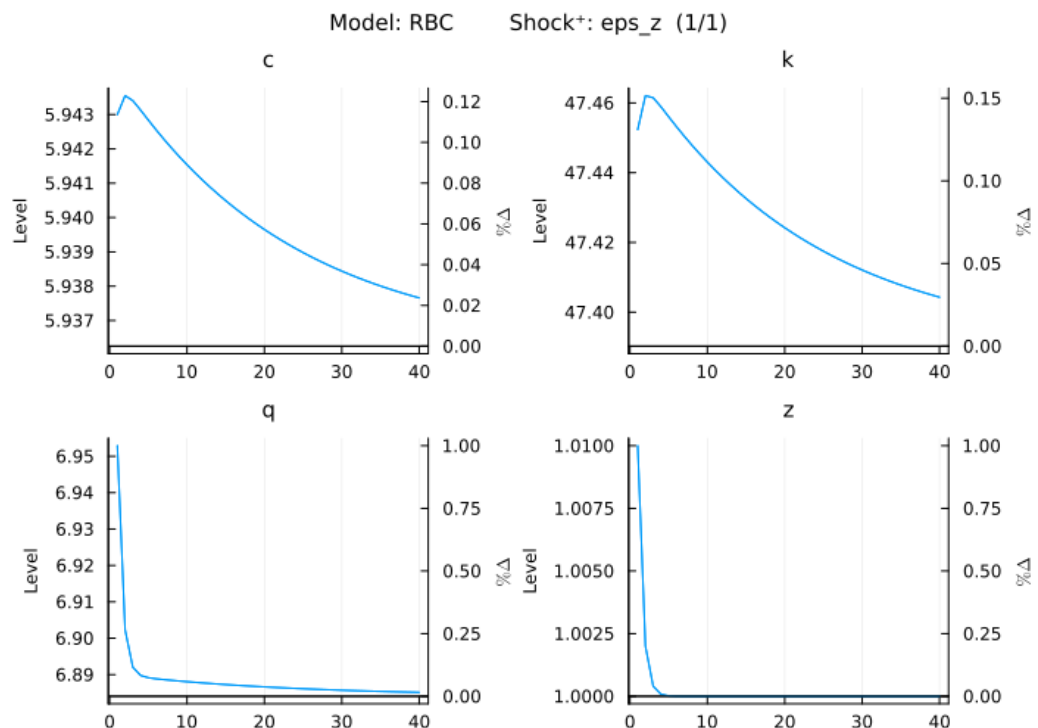 Model: RBC Shock⁺: eps_z (1/1)
c
Level
5.943
5.942
5.941
5.940
5.939
5.938
5.937
0.12
0.10
0.08
0.06
0.04
0.02
0.00
%Δ
0 10 20 30 40
k
Level
47.46
47.44
47.42
47.40
0.15
0.10
0.05
0.00
%Δ
0 10 20 30 40
q
Level
6.95
6.94
6.93
6.92
6.91
6.90
6.89
1.00
0.75
0.50
0.25
0.00
%Δ
0 10 20 30 40
z
Level
1.0100
1.0075
1.0050
1.0025
1.0000
1.00
0.75
0.50
0.25
0.00
%Δ
0 10 20 30 40